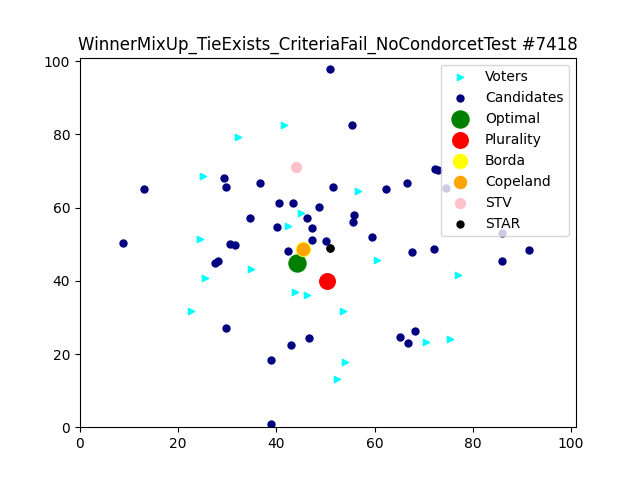 WinnerMixUp_TieExists_CriteriaFail_NoCondorcetTest #7418
100
80
60
40
20
0
0 20 40 60 80 100
Voters
Candidates
Optimal
Plurality
Borda
Copeland
STV
STAR